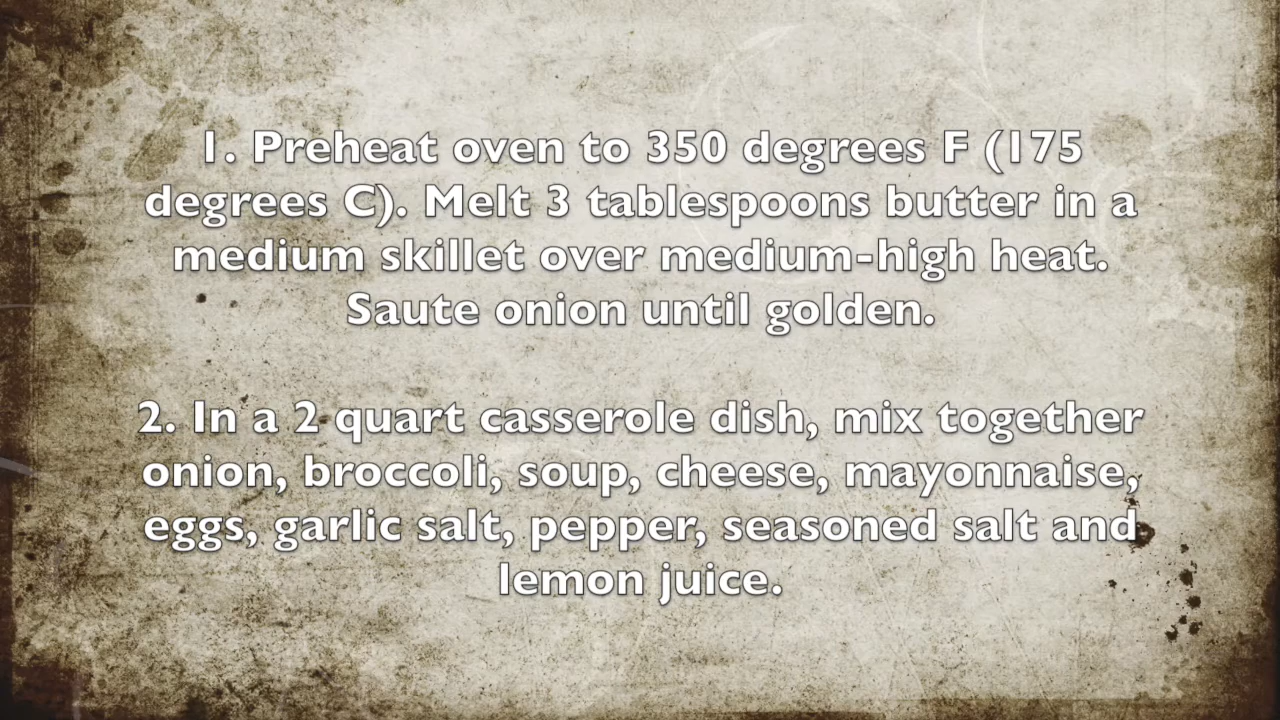 1. Preheat oven to 350 degrees F (175
degrees C). Melt 3 tablespoons butter in a
medium skillet over medium-high heat.
Saute onion until golden.
2. In a 2 quart casserole dish, mix together
onion, broccoli, soup, cheese, mayonnaise,
eggs, garlic salt, pepper, seasoned salt and
lemon juice.